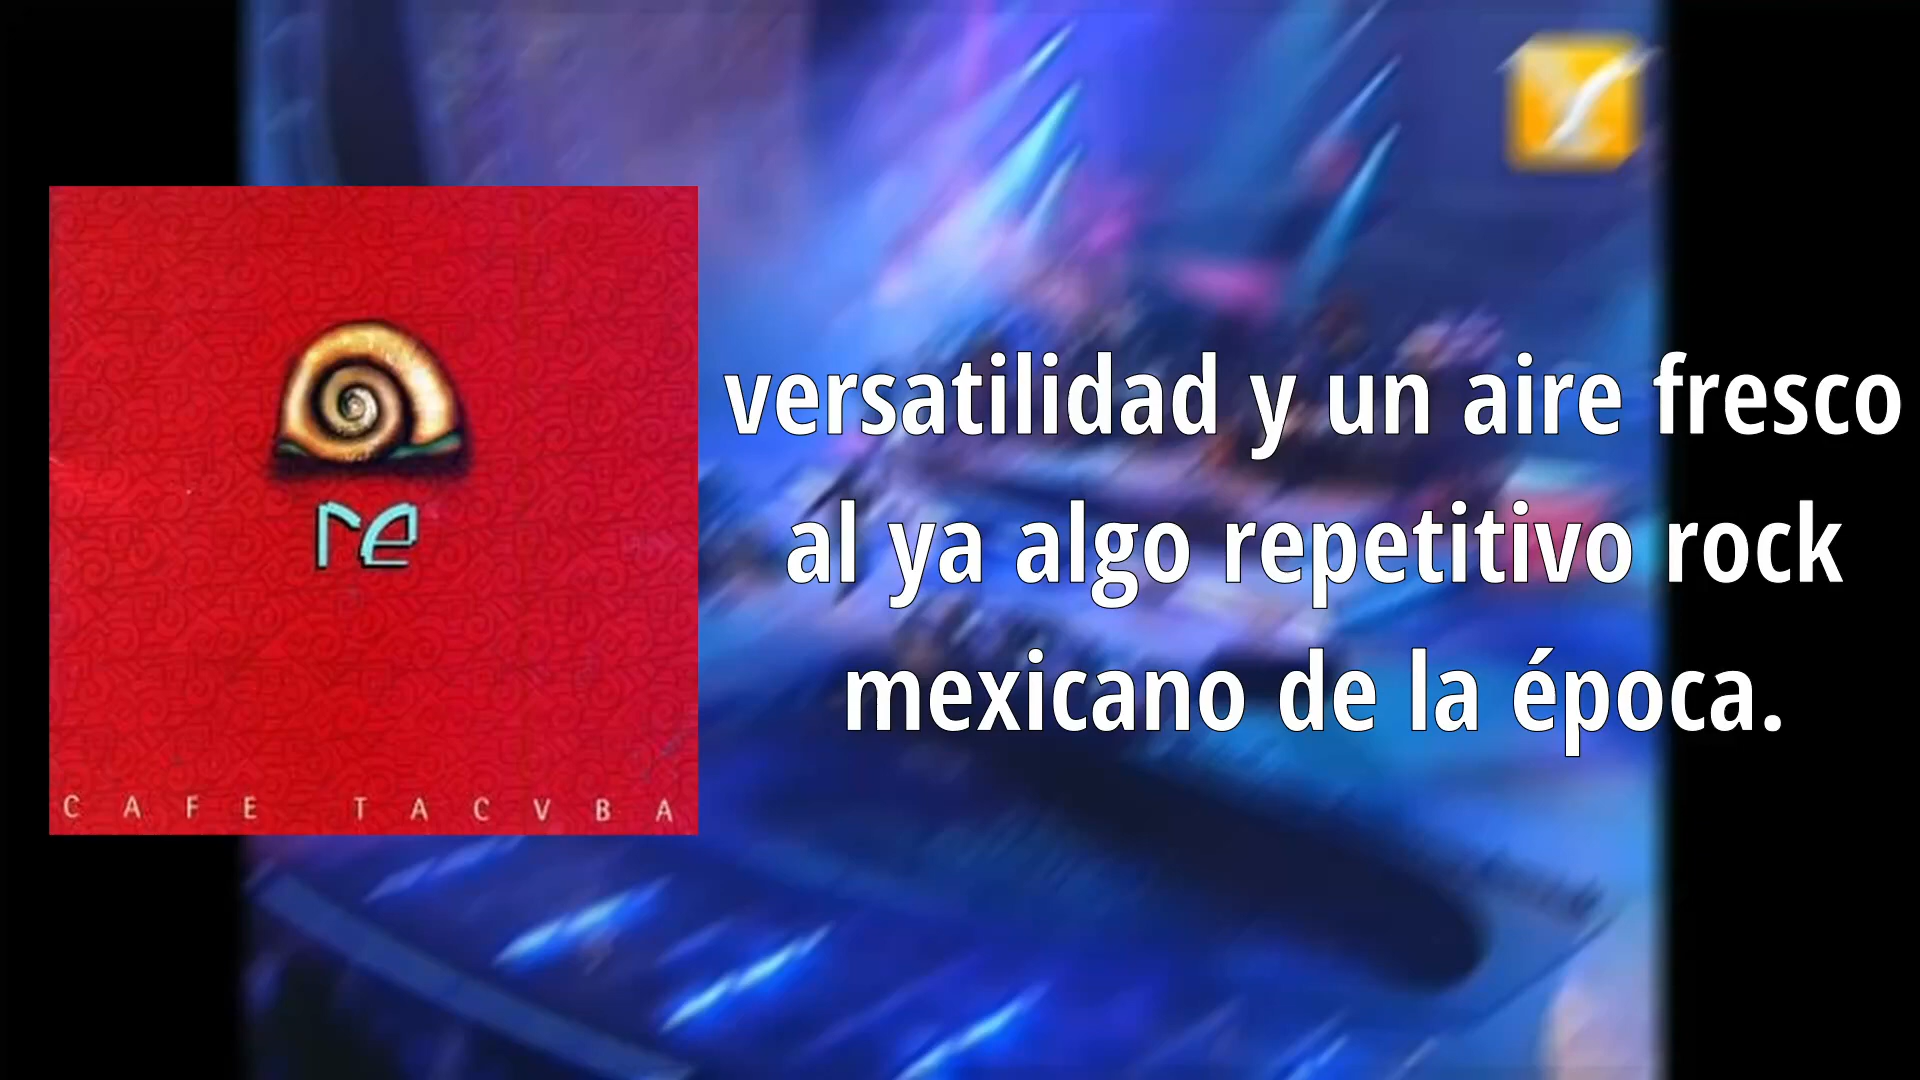 re
CAFE TACVBA
versatilidad y un aire fresco
al ya algo repetitivo rock
mexicano de la época.